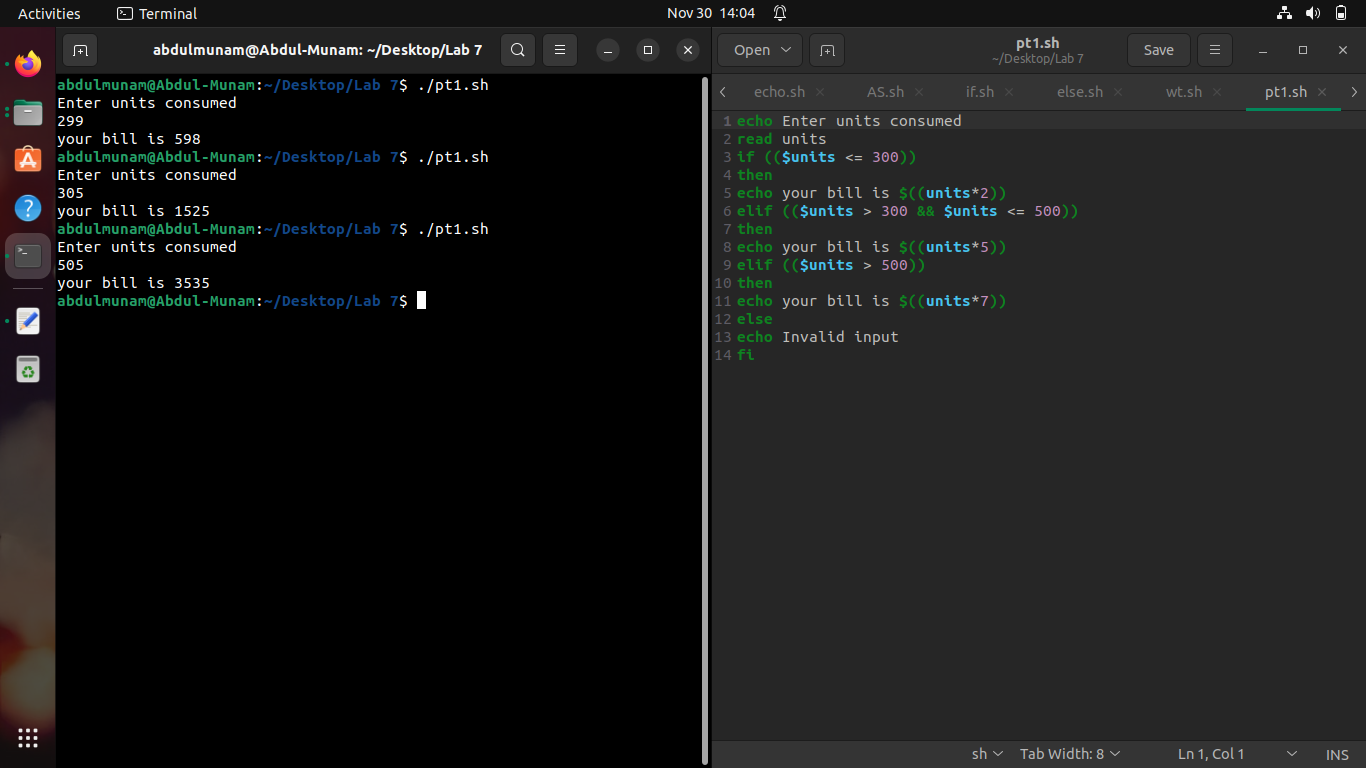 Activities Terminal Nov 30 14:04
abdulmunam@Abdul-Munam: ~/Desktop/Lab 7
abdulmunam@Abdul-Munam:~/Desktop/Lab 7$ ./pt1.sh
Enter units consumed
299
your bill is 598
abdulmunam@Abdul-Munam:~/Desktop/Lab 7$ ./pt1.sh
Enter units consumed
305
your bill is 1525
abdulmunam@Abdul-Munam:~/Desktop/Lab 7$ ./pt1.sh
Enter units consumed
505
your bill is 3535
abdulmunam@Abdul-Munam:~/Desktop/Lab 7$
Open pt1.sh Save
~/Desktop/Lab 7
echo.sh AS.sh if.sh else.sh wt.sh pt1.sh
1 echo Enter units consumed
2 read units
3 if (($units <= 300))
4 then
5 echo your bill is $((units*2))
6 elif (($units > 300 && $units <= 500))
7 then
8 echo your bill is $((units*5))
9 elif (($units > 500))
10 then
11 echo your bill is $((units*7))
12 else
13 echo Invalid input
14 fi
sh Tab Width: 8 Ln 1, Col 1 INS